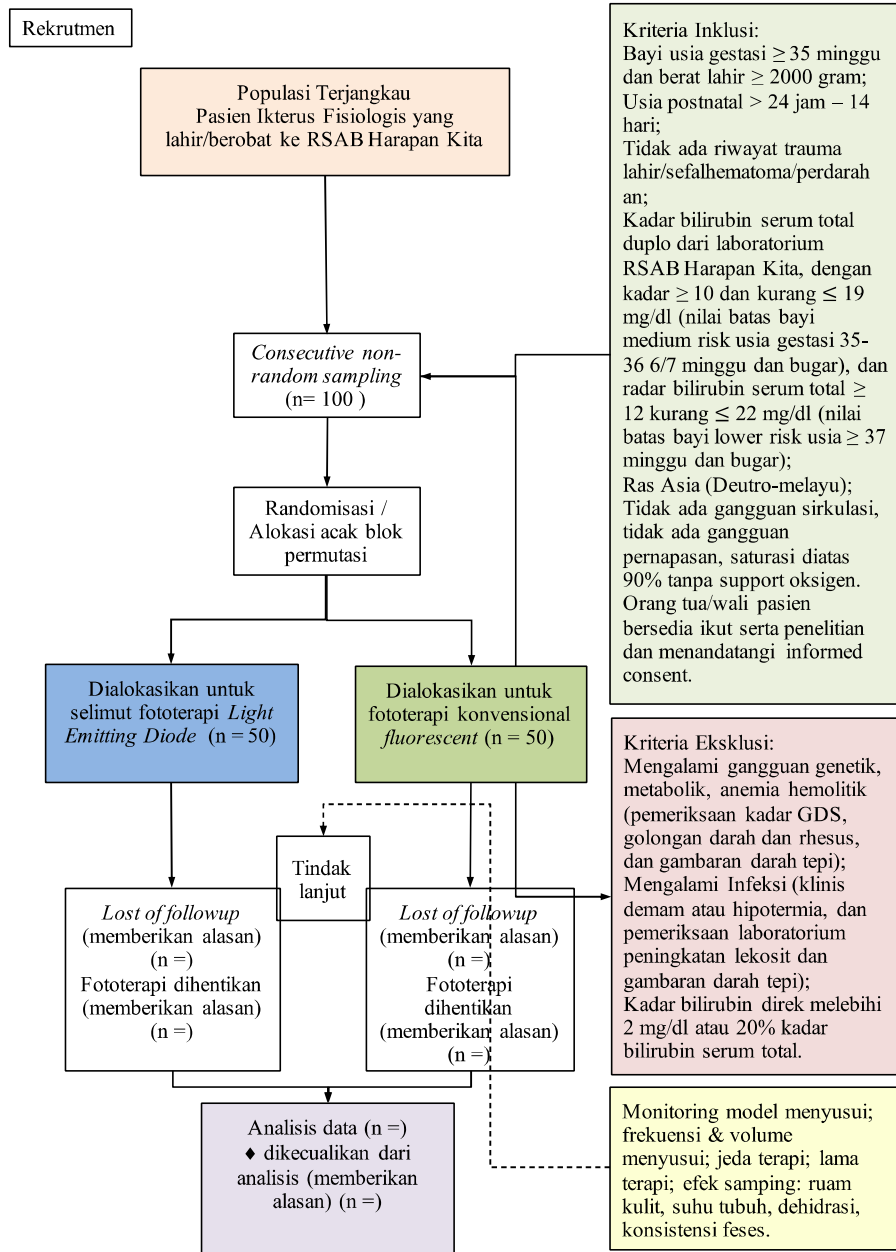 Rekrutmen
Populasi Terjangkau
Pasien Ikterus Fisiologis yang
lahir/berobat ke RSAB Harapan Kita
Consecutive non-
random sampling
(n= 100 )
Randomisasi /
Alokasi acak blok
permutasi
Dialokasikan untuk
selimut fototerapi Light
Emitting Diode (n = 50)
Dialokasikan untuk
fototerapi konvensional
fluorescent (n = 50)
Tindak
lanjut
Lost of followup
(memberikan alasan)
(n =)
Fototerapi dihentikan
(memberikan alasan)
(n =)
Lost of followup
(memberikan alasan)
(n =)
Fototerapi
dihentikan
(memberikan alasan)
(n =)
Analisis data (n =)
♦ dikecualikan dari
analisis (memberikan
alasan) (n =)
Kriteria Inklusi:
Bayi usia gestasi ≥ 35 minggu
dan berat lahir ≥ 2000 gram;
Usia postnatal > 24 jam – 14
hari;
Tidak ada riwayat trauma
lahir/sefalhematoma/perdarah
an;
Kadar bilirubin serum total
duplo dari laboratorium
RSAB Harapan Kita, dengan
kadar ≥ 10 dan kurang ≤ 19
mg/dl (nilai batas bayi
medium risk usia gestasi 35-
36 6/7 minggu dan bugar), dan
radar bilirubin serum total ≥
12 kurang ≤ 22 mg/dl (nilai
batas bayi lower risk usia ≥ 37
minggu dan bugar);
Ras Asia (Deutro-melayu);
Tidak ada gangguan sirkulasi,
tidak ada gangguan
pernapasan, saturasi diatas
90% tanpa support oksigen.
Orang tua/wali pasien
bersedia ikut serta penelitian
dan menandatangi informed
consent.
Kriteria Eksklusi:
Mengalami gangguan genetik,
metabolik, anemia hemolitik
(pemeriksaan kadar GDS,
golongan darah dan rhesus,
dan gambaran darah tepi);
Mengalami Infeksi (klinis
demam atau hipotermia, dan
pemeriksaan laboratorium
peningkatan lekosit dan
gambaran darah tepi);
Kadar bilirubin direk melebihi
2 mg/dl atau 20% kadar
bilirubin serum total.
Monitoring model menyusui;
frekuensi & volume
menyusui; jeda terapi; lama
terapi; efek samping: ruam
kulit, suhu tubuh, dehidrasi,
konsistensi feses.